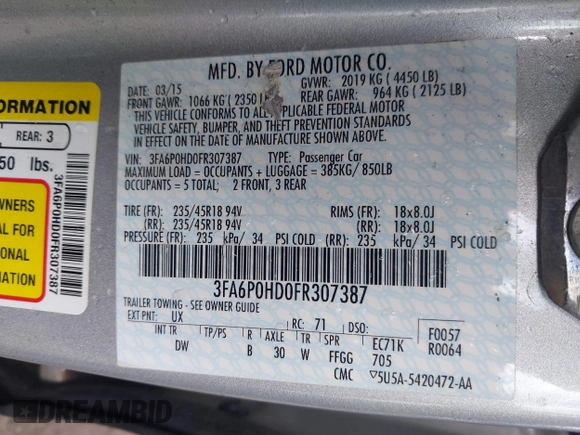 MFD. BY FORD MOTOR CO.
DATE: 03/15
GVWR: 2019 KG ( 4450 LB)
FRONT GAWR: 1066 KG ( 2350
REAR GAWR: 964 KG ( 2125 LB)
THIS VEHICLE CONFORMS TO ALL APPLICABLE FEDERAL MOTOR
VEHICLE SAFETY, BUMPER, AND THEFT PREVENTION STANDARDS
IN EFFECT ON THE DATE OF MANUFACTURE SHOWN ABOVE.
VIN: 3FA6P0HD0FR307387 TYPE: Passenger Car
MAXIMUM LOAD = OCCUPANTS + LUGGAGE = 385KG/ 850LB
OCCUPANTS = 5 TOTAL; 2 FRONT, 3 REAR
TIRE (FR): 235/45R18 94V RIMS (FR): 18x8.0J
(RR): 235/45R18 94V (RR): 18x8.0J
PRESSURE (FR): 235 kPa/ 34 PSI COLD (RR): 235 kPa/ 34 PSI COLD
3FA6P0HD0FR307387
TRAILER TOWING - SEE OWNER GUIDE
EXT PNT: UX RC: 71 DSO:
F0057
R0064
INT TR TP/PS R AXLE TR SPR EC71K
DW B 30 W FFGG 705
CMC ▽5U5A-5420472-AA
FORMATION
REAR: 3
50 lbs.
WNERS
AL FOR
ONAL
MATION
3FA6P0HD0FR307387
DREAMBID